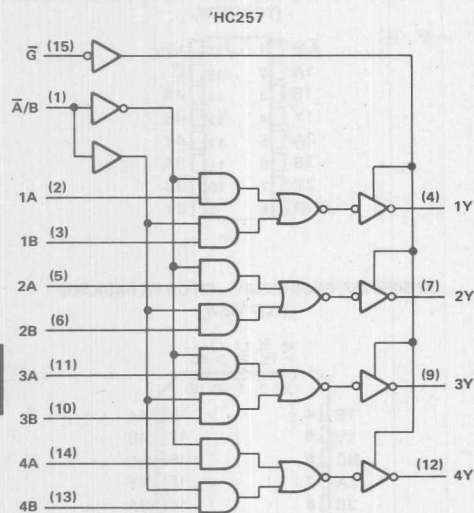 'HC257
G̅ (15)
A̅/B (1)
1A (2)
(4) 1Y
1B (3)
2A (5)
(7) 2Y
2B (6)
3A (11)
(9) 3Y
3B (10)
4A (14)
(12) 4Y
4B (13)